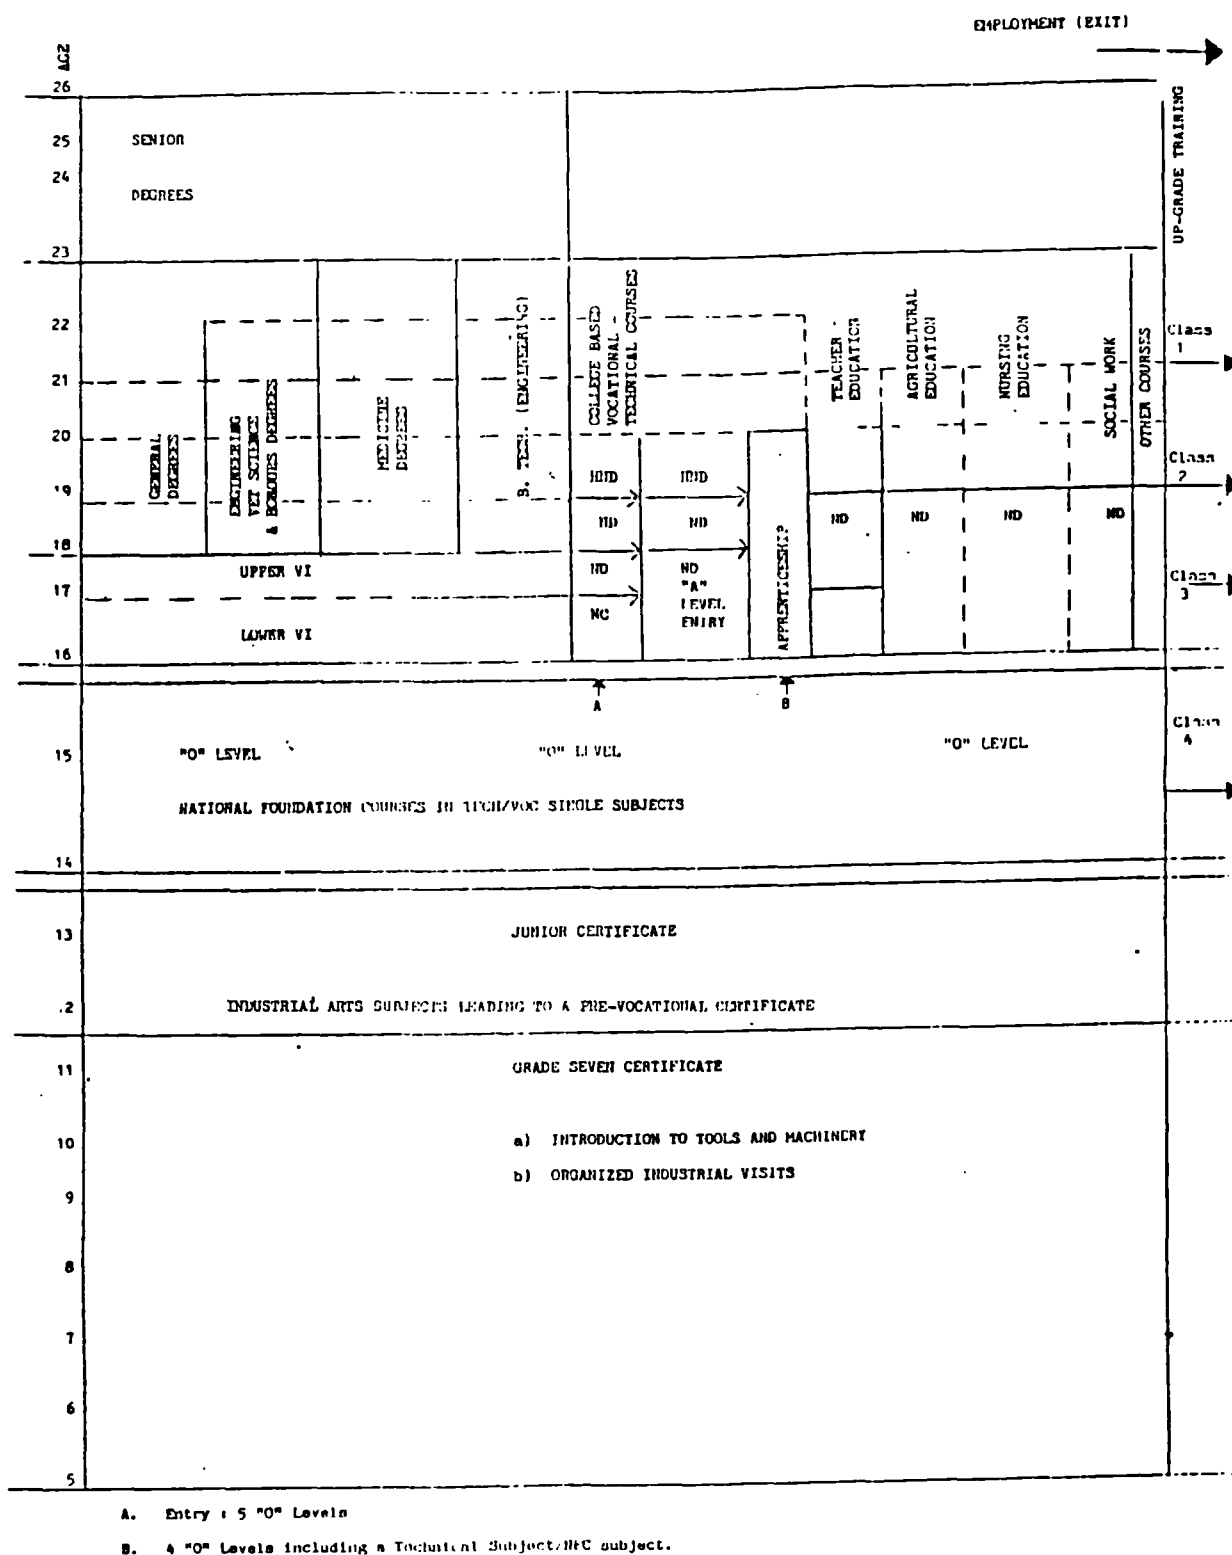 EMPLOYMENT (EXIT)
AGE
26
25
SENIOR
24
DEGREES
23
UP-GRADE TRAINING
22
21
20
19
18
17
16
GENERAL
DEGREES
ENGINEERING
VET SCIENCE
& HONOURS DEGREES
MEDICINE
DEGREES
B. TECH. (ENGINEERING)
COLLEGE BASED
VOCATIONAL -
TECHNICAL COURSES
TEACHER -
EDUCATION
AGRICULTURAL
EDUCATION
NURSING
EDUCATION
SOCIAL WORK
OTHER COURSES
Class
1
Class
2
Class
3
HND
HND
ND
ND
ND
ND
ND
ND
UPPER VI
ND
ND
"A"
LEVEL
ENTRY
NC
APPRENTICESHIP
LOWER VI
A
B
Class
4
15
"O" LEVEL
"O" LEVEL
"O" LEVEL
NATIONAL FOUNDATION COURSES IN TECH/VOC SINGLE SUBJECTS
14
13
JUNIOR CERTIFICATE
.2
INDUSTRIAL ARTS SUBJECTS LEADING TO A PRE-VOCATIONAL CERTIFICATE
11
GRADE SEVEN CERTIFICATE
10
a) INTRODUCTION TO TOOLS AND MACHINERY
b) ORGANIZED INDUSTRIAL VISITS
9
8
7
6
5
A. Entry : 5 "O" Levels
B. 4 "O" Levels including a Technical Subject/NFC subject.